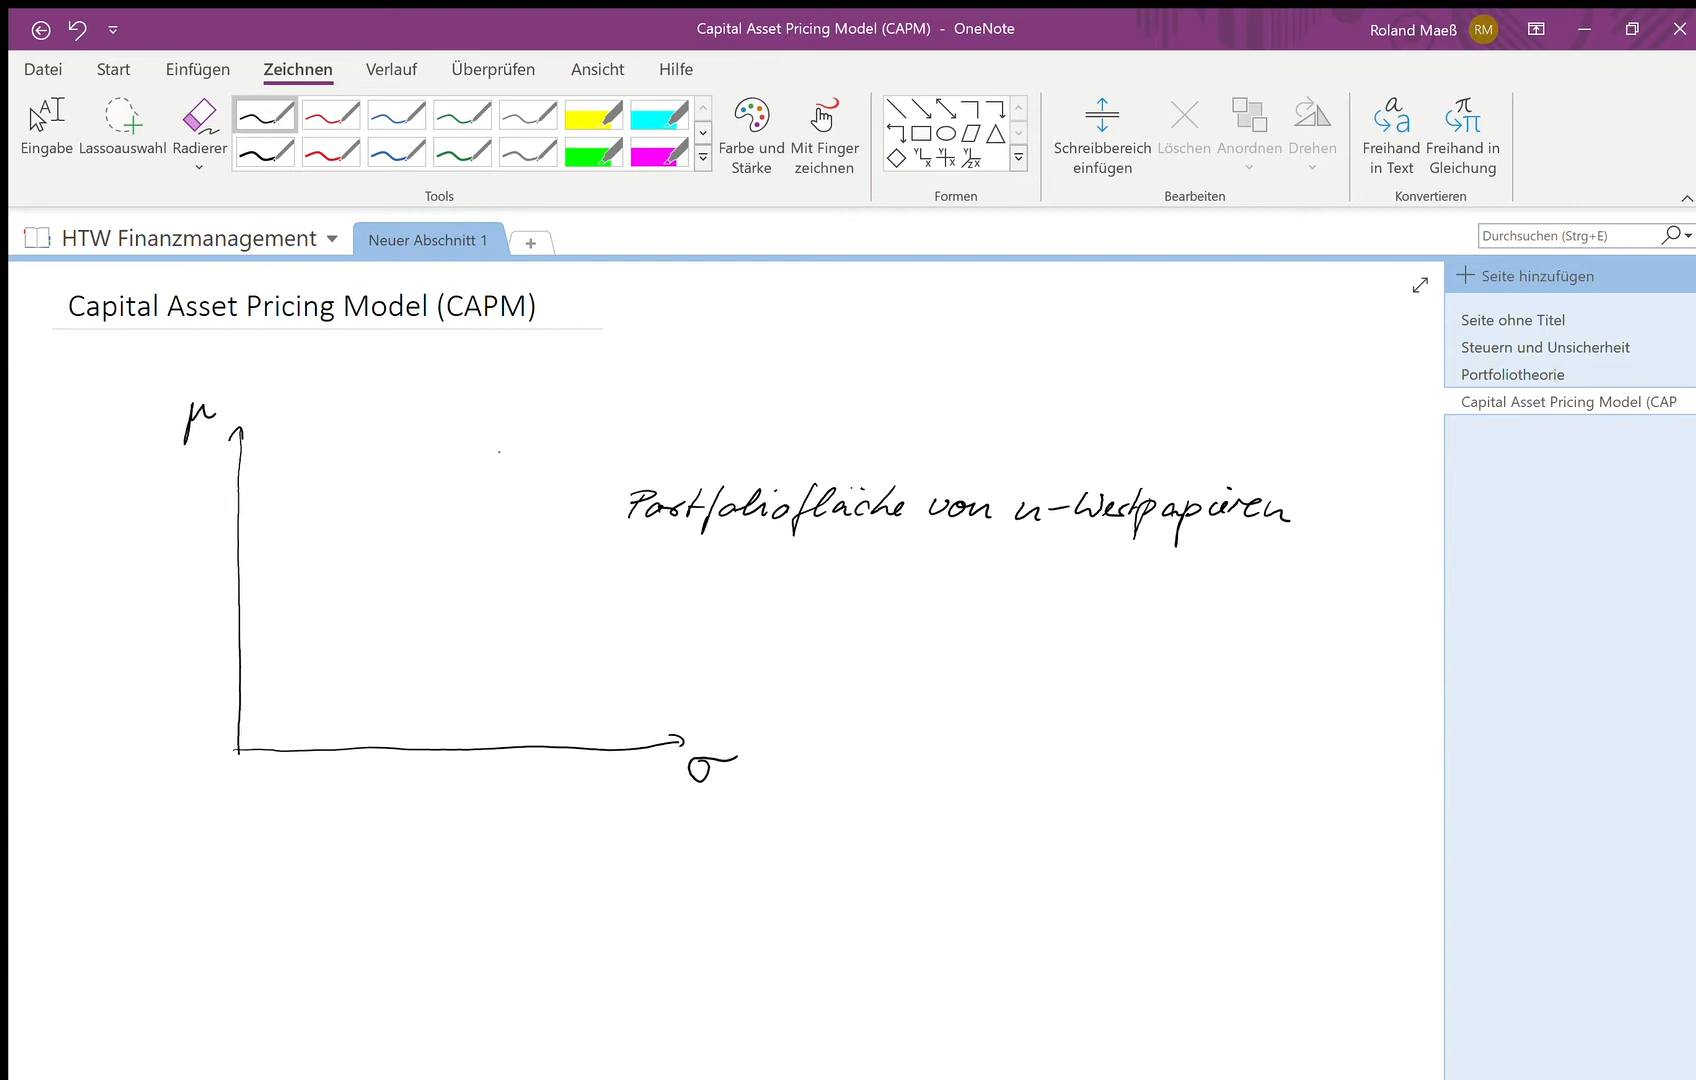 Capital Asset Pricing Model (CAPM) - OneNote
Roland Maeß RM
Datei Start Einfügen Zeichnen Verlauf Überprüfen Ansicht Hilfe
Eingabe Lassoauswahl Radierer
Farbe und Stärke
Mit Finger zeichnen
Schreibbereich einfügen
Löschen Anordnen Drehen
Freihand in Text
Freihand in Gleichung
Tools Formen Bearbeiten Konvertieren
HTW Finanzmanagement Neuer Abschnitt 1 +
Durchsuchen (Strg+E)
Seite hinzufügen
Seite ohne Titel
Steuern und Unsicherheit
Portfoliotheorie
Capital Asset Pricing Model (CAP
Capital Asset Pricing Model (CAPM)
μ
Portfoliofläche von n-Wertpapieren
σ